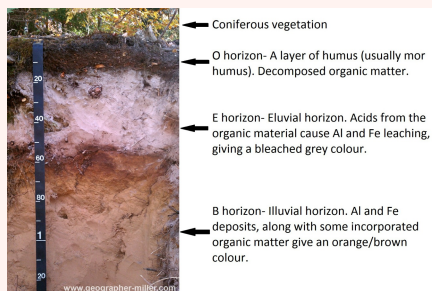 Coniferous vegetation
O horizon- A layer of humus (usually mor
humus). Decomposed organic matter.
E horizon- Eluvial horizon. Acids from the
organic material cause Al and Fe leaching,
giving a bleached grey colour.
B horizon- Illuvial horizon. Al and Fe
deposits, along with some incorporated
organic matter give an orange/brown
colour.
20
40
60
80
1
20
www.geographer-miller.com